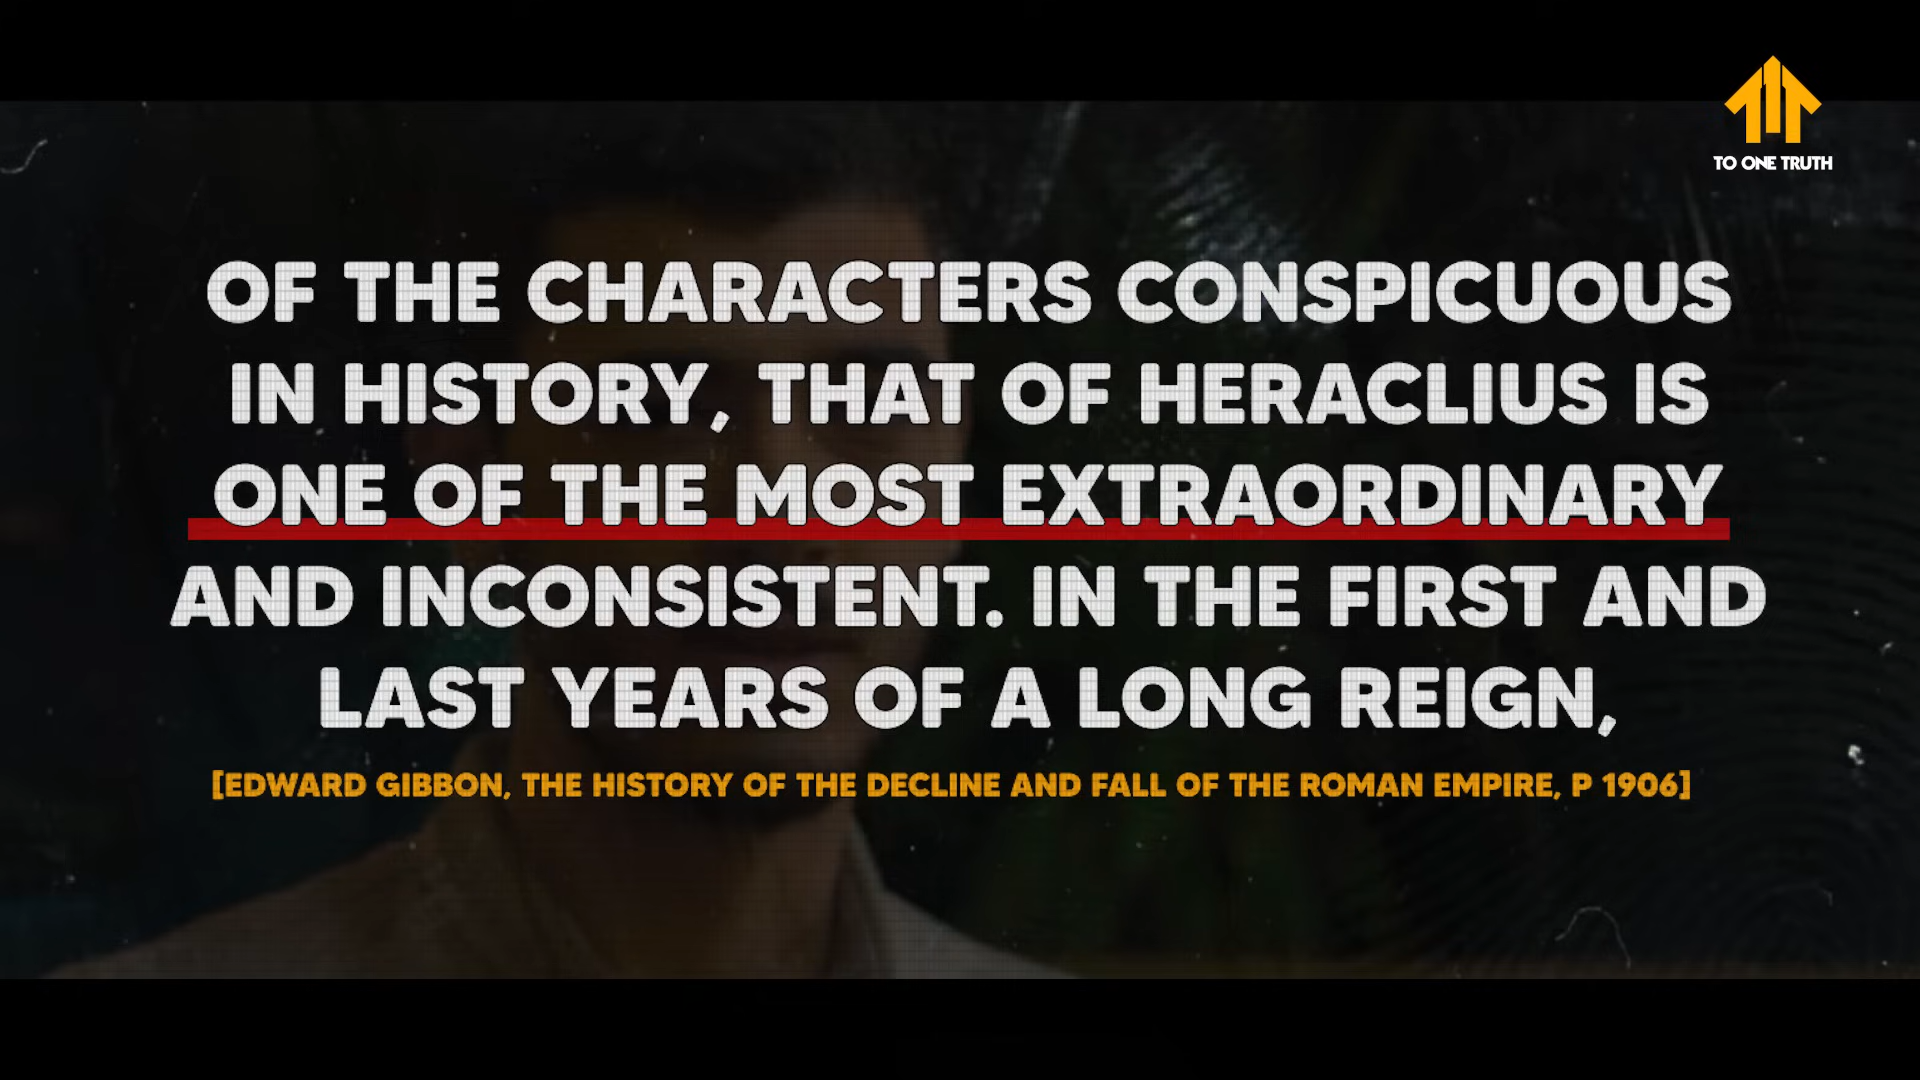 TO ONE TRUTH
OF THE CHARACTERS CONSPICUOUS
IN HISTORY, THAT OF HERACLIUS IS
ONE OF THE MOST EXTRAORDINARY
AND INCONSISTENT. IN THE FIRST AND
LAST YEARS OF A LONG REIGN,
[EDWARD GIBBON, THE HISTORY OF THE DECLINE AND FALL OF THE ROMAN EMPIRE, P 1906]